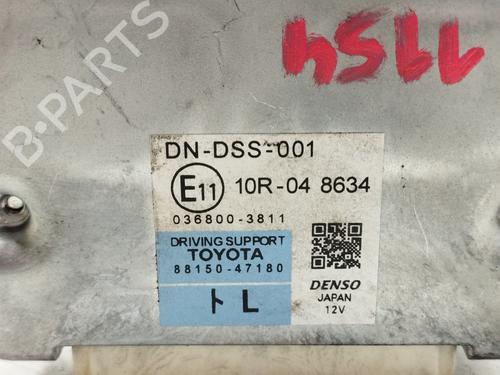 B-PARTS
1154
DN-DSS-001
E11 10R-04 8634
036800-3811
DRIVING SUPPORT
TOYOTA
88150-47180
トL
DENSO
JAPAN
12V